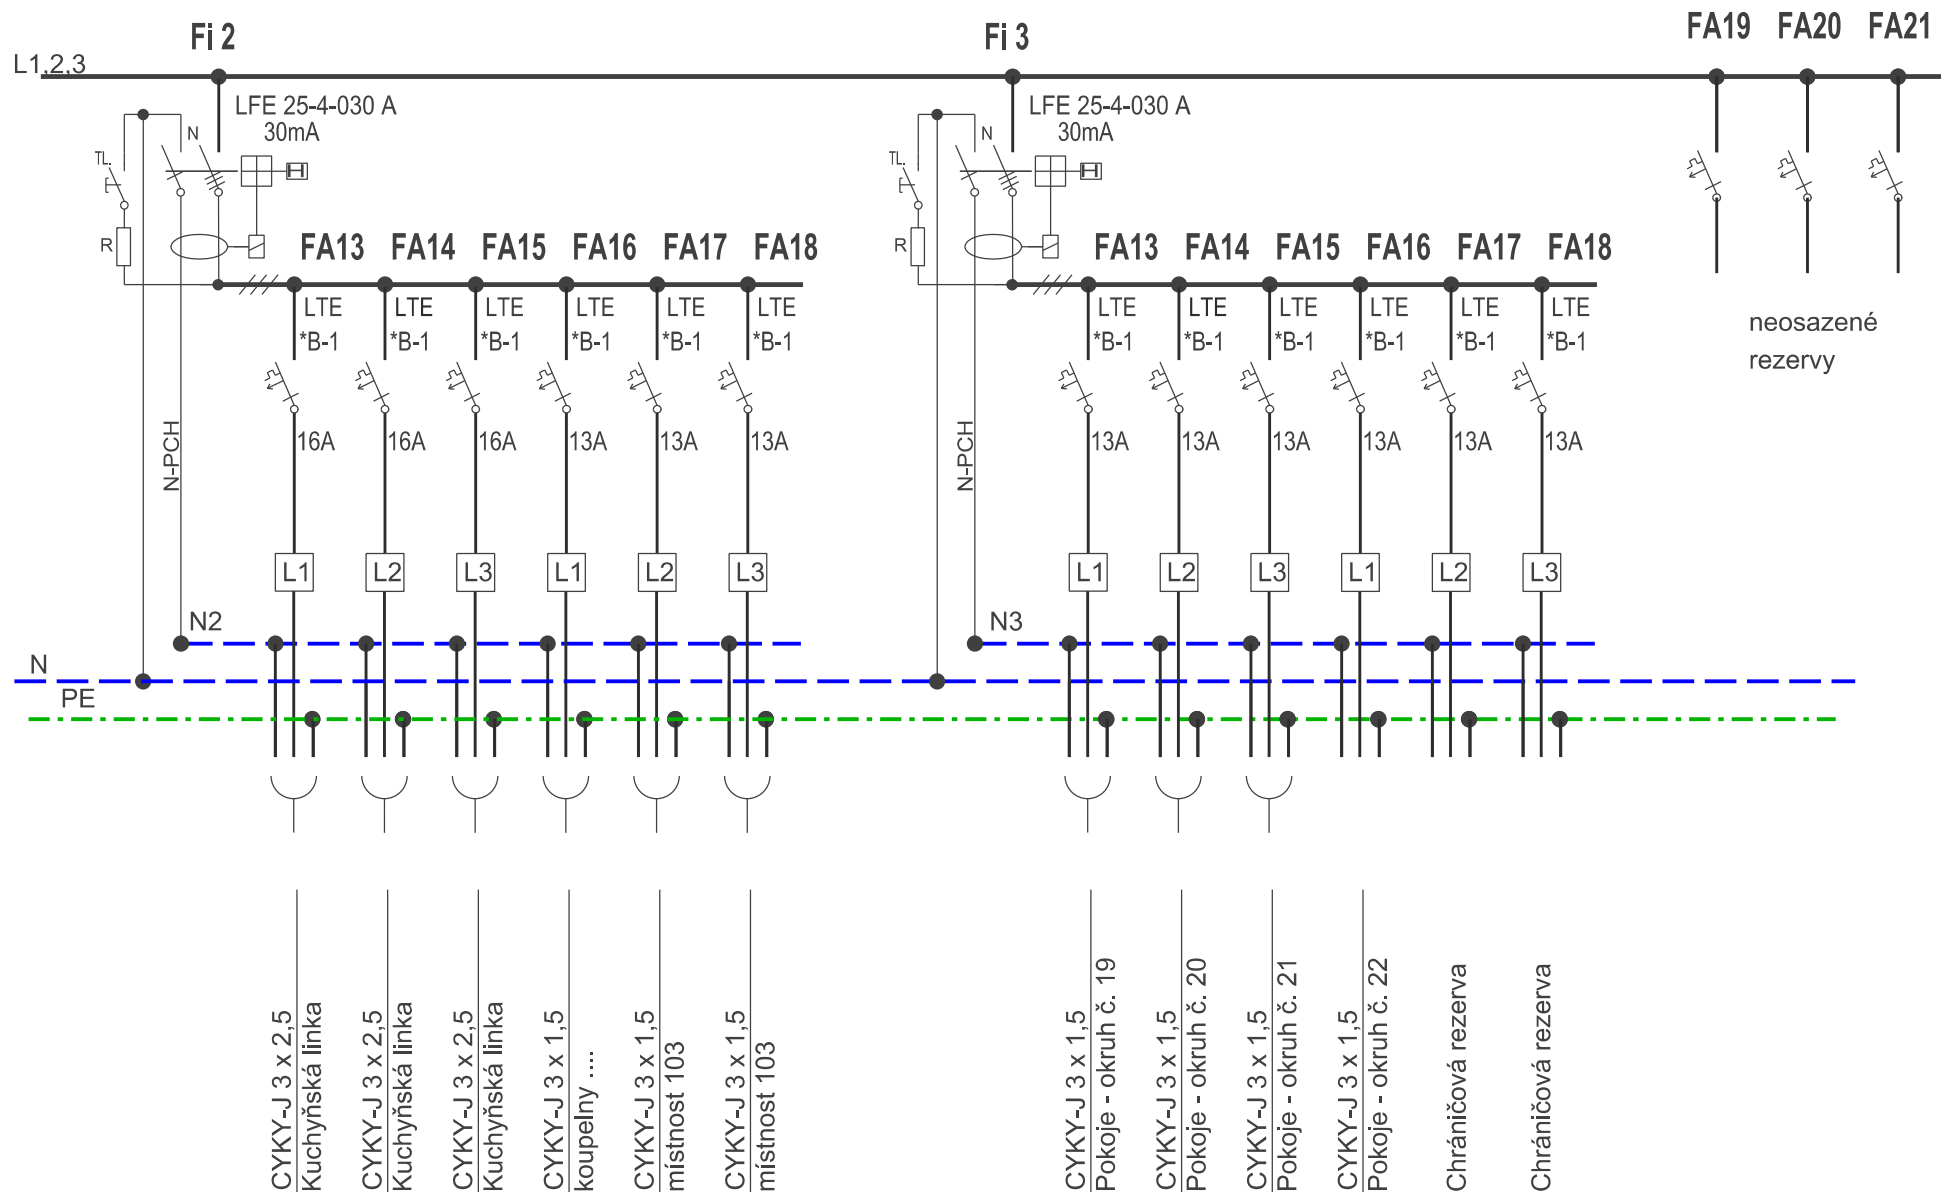 Fi 2
Fi 3
FA19 FA20 FA21
L1,2,3
LFE 25-4-030 A
30mA
LFE 25-4-030 A
30mA
N
N
TL.
TL.
R
R
FA13 FA14 FA15 FA16 FA17 FA18
FA13 FA14 FA15 FA16 FA17 FA18
LTE LTE LTE LTE LTE LTE
*B-1 *B-1 *B-1 *B-1 *B-1 *B-1
LTE LTE LTE LTE LTE LTE
*B-1 *B-1 *B-1 *B-1 *B-1 *B-1
neosazené
rezervy
16A 16A 16A 13A 13A 13A
13A 13A 13A 13A 13A 13A
N-PCH
N-PCH
L1 L2 L3 L1 L2 L3
L1 L2 L3 L1 L2 L3
N2
N3
N
PE
CYKY-J 3 x 2,5
Kuchyňská linka
CYKY-J 3 x 2,5
Kuchyňská linka
CYKY-J 3 x 2,5
Kuchyňská linka
CYKY-J 3 x 1,5
koupelny ....
CYKY-J 3 x 1,5
místnost 103
CYKY-J 3 x 1,5
místnost 103
CYKY-J 3 x 1,5
Pokoje - okruh č. 19
CYKY-J 3 x 1,5
Pokoje - okruh č. 20
CYKY-J 3 x 1,5
Pokoje - okruh č. 21
CYKY-J 3 x 1,5
Pokoje - okruh č. 22
Chráničová rezerva
Chráničová rezerva